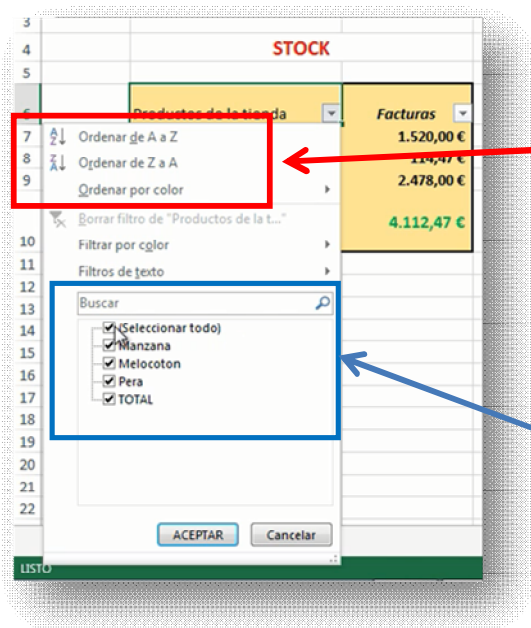 3
4 STOCK
5
6 Productos de la tienda Facturas
7 Ordenar de A a Z 1.520,00 €
8 Ordenar de Z a A 114,47 €
9 Ordenar por color 2.478,00 €
Borrar filtro de "Productos de la t..." 4.112,47 €
10 Filtrar por color
11 Filtros de texto
12
13 Buscar
14 (Seleccionar todo)
Manzana
15 Melocoton
16 Pera
17 TOTAL
18
19
20
21
22
ACEPTAR Cancelar
LISTO